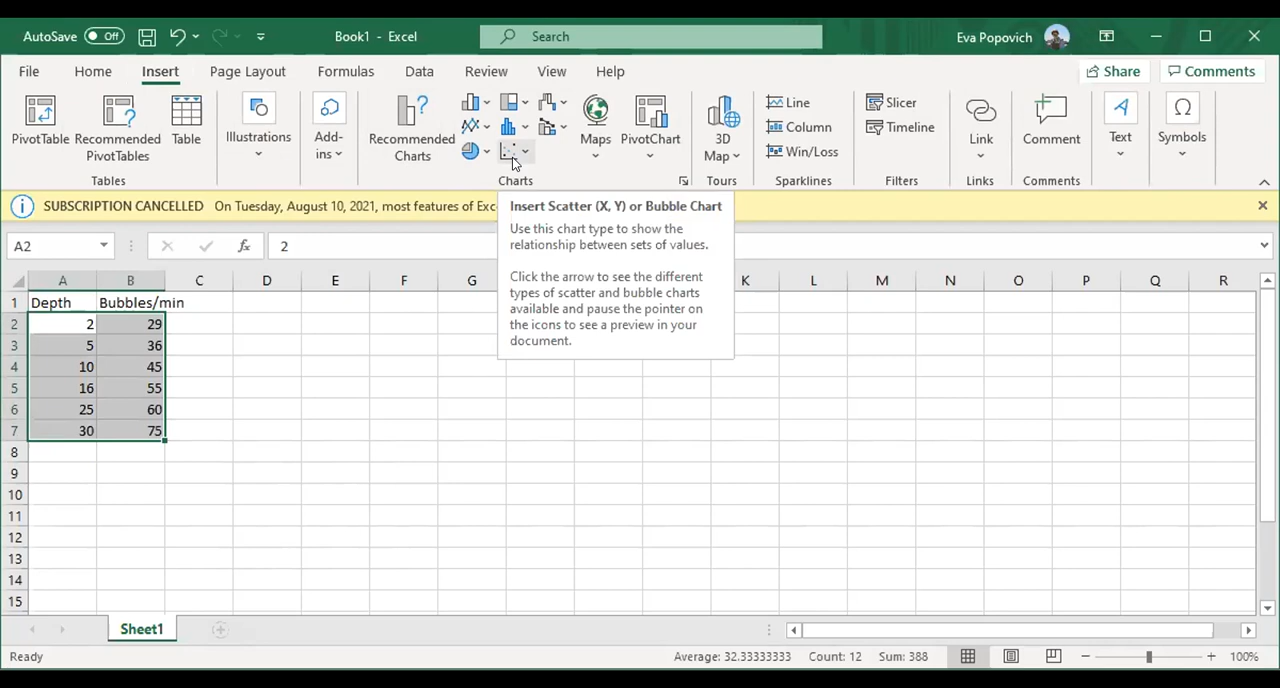 AutoSave Off Book1 - Excel Search Eva Popovich
File Home Insert Page Layout Formulas Data Review View Help Share Comments
PivotTable Recommended PivotTables Table Illustrations Add-ins Recommended Charts Maps PivotChart 3D Map Line Column Win/Loss Slicer Timeline Link Comment Text Symbols
Tables Charts Tours Sparklines Filters Links Comments
SUBSCRIPTION CANCELLED On Tuesday, August 10, 2021, most features of Exce
Insert Scatter (X, Y) or Bubble Chart
Use this chart type to show the
relationship between sets of values.
Click the arrow to see the different
types of scatter and bubble charts
available and pause the pointer on
the icons to see a preview in your
document.
A2 fx 2
A B C D E F G K L M N O P Q R
1 Depth Bubbles/min
2 2 29
3 5 36
4 10 45
5 16 55
6 25 60
7 30 75
8
9
10
11
12
13
14
15
Sheet1
Ready Average: 32.33333333 Count: 12 Sum: 388 100%